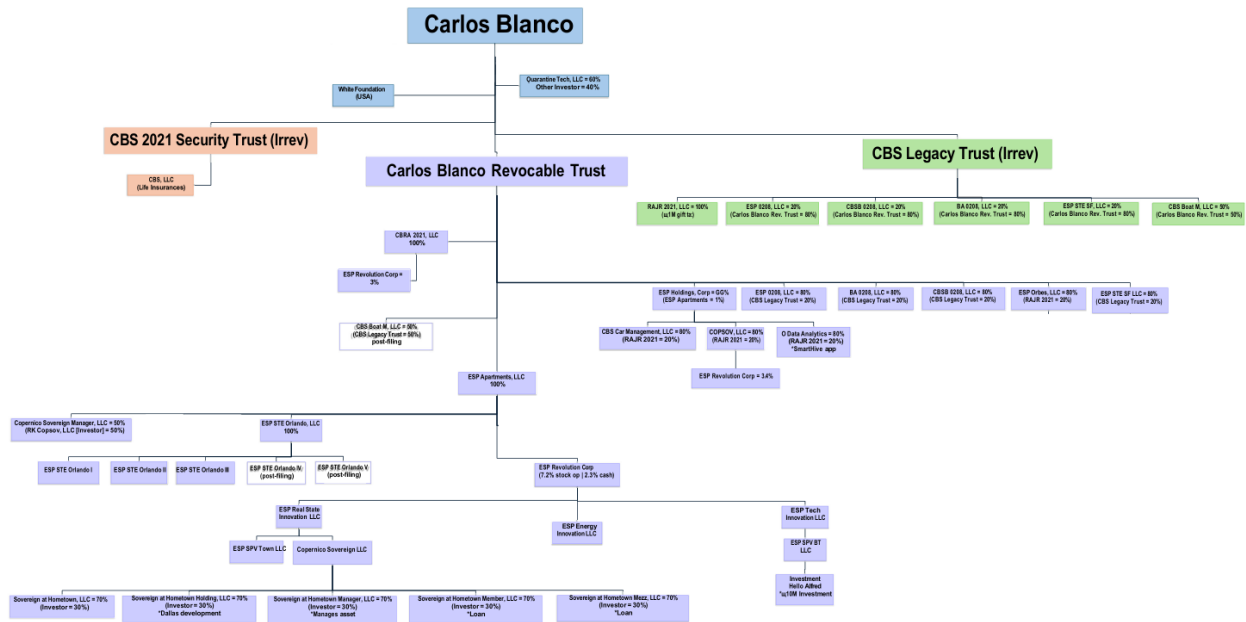 Carlos Blanco
White Foundation
(USA)
Quarantine Tech, LLC = 60%
Other Investor = 40%
CBS 2021 Security Trust (Irrev)
CBS Legacy Trust (Irrev)
Carlos Blanco Revocable Trust
CBS, LLC
(Life Insurances)
RAJR 2021, LLC = 100%
(щ1M gift tx)
ESP 0208, LLC = 20%
(Carlos Blanco Rev. Trust = 80%)
CBSB 0208, LLC = 20%
(Carlos Blanco Rev. Trust = 80%)
BA 0208, LLC = 20%
(Carlos Blanco Rev. Trust = 80%)
ESP STE SF, LLC = 20%
(Carlos Blanco Rev. Trust = 80%)
CBS Boat M, LLC = 50%
(Carlos Blanco Rev. Trust = 50%)
CBRA 2021, LLC
100%
ESP Revolution Corp =
3%
ESP Holdings, Corp = GG%
(ESP Apartments = 1%)
ESP 0208, LLC = 80%
(CBS Legacy Trust = 20%)
BA 0208, LLC = 80%
(CBS Legacy Trust = 20%)
CBSB 0208, LLC = 80%
(CBS Legacy Trust = 20%)
ESP Orbes, LLC = 80%
(RAJR 2021 = 20%)
ESP STE SF LLC = 80%
(CBS Legacy Trust = 20%)
CBS Boat M, LLC = 50%
(CBS Legacy Trust = 50%)
post-filing
CBS Car Management, LLC = 80%
(RAJR 2021 = 20%)
COPSOV, LLC = 80%
(RAJR 2021 = 20%)
O Data Analytics = 80%
(RAJR 2021 = 20%)
*SmartHive app
ESP Revolution Corp = 34%
ESP Apartments, LLC
100%
Copernico Sovereign Manager, LLC = 50%
(RK Copsov, LLC [Investor] = 50%)
ESP STE Orlando, LLC
100%
ESP STE Orlando I
ESP STE Orlando II
ESP STE Orlando III
ESP STE Orlando IV
(post-filing)
ESP STE Orlando V
(post-filing)
ESP Revolution Corp
(7.2% stock op | 2.3% cash)
ESP Real State
Innovation LLC
ESP Energy
Innovation LLC
ESP Tech
Innovation LLC
ESP SPV Town LLC
Copernico Sovereign LLC
ESP SPV BT
LLC
Investment
Hello Alfred
*щ10M Investment
Sovereign at Hometown, LLC = 70%
(Investor = 30%)
Sovereign at Hometown Holding, LLC = 70%
(Investor = 30%)
*Dallas development
Sovereign at Hometown Manager, LLC = 70%
(Investor = 30%)
*Manages asset
Sovereign at Hometown Member, LLC = 70%
(Investor = 30%)
*Loan
Sovereign at Hometown Mezz, LLC = 70%
(Investor = 30%)
*Loan